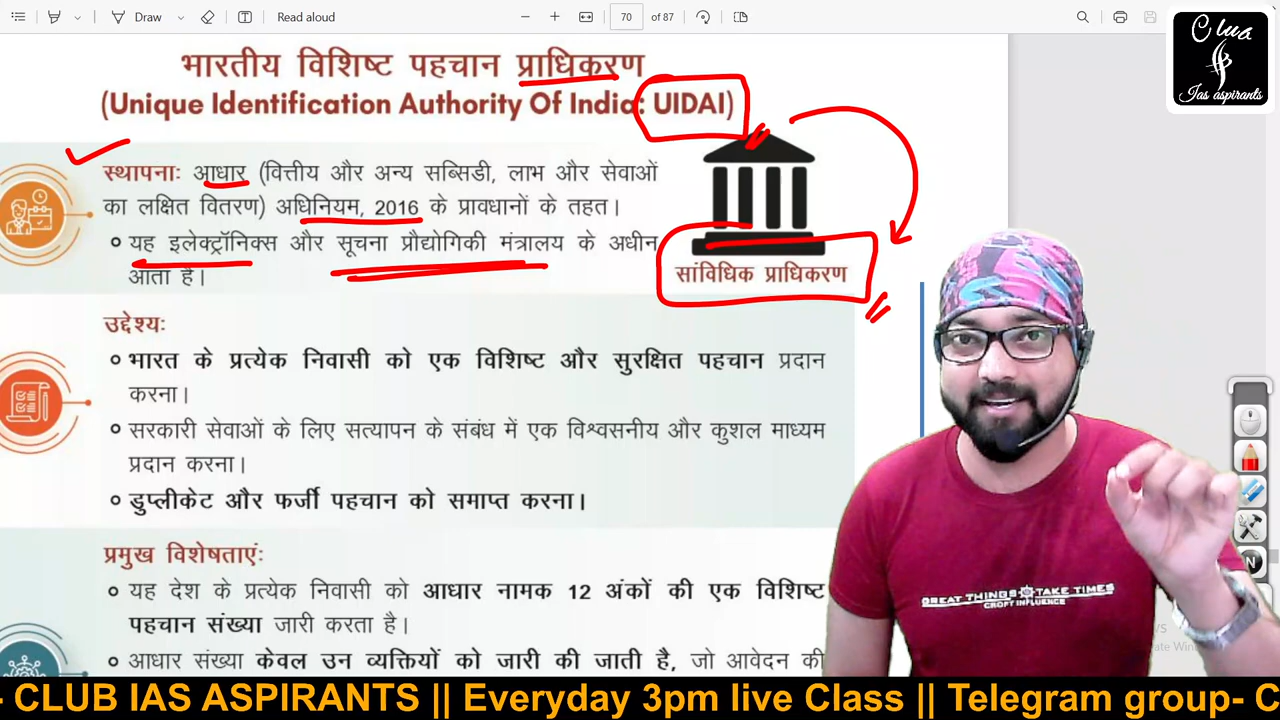 Draw
Read aloud
70 of 87
Club
Ias aspirants
भारतीय विशिष्ट पहचान प्राधिकरण
(Unique Identification Authority Of India: UIDAI)
स्थापनाः आधार (वित्तीय और अन्य सब्सिडी, लाभ और सेवाओं
का लक्षित वितरण) अधिनियम, 2016 के प्रावधानों के तहत।
यह इलेक्ट्रॉनिक्स और सूचना प्रौद्योगिकी मंत्रालय के अधीन
आता है।
सांविधिक प्राधिकरण
उद्देश्यः
भारत के प्रत्येक निवासी को एक विशिष्ट और सुरक्षित पहचान प्रदान
करना।
सरकारी सेवाओं के लिए सत्यापन के संबंध में एक विश्वसनीय और कुशल माध्यम
प्रदान करना।
डुप्लीकेट और फर्जी पहचान को समाप्त करना।
प्रमुख विशेषताएंः
यह देश के प्रत्येक निवासी को आधार नामक 12 अंकों की एक विशिष्ट
पहचान संख्या जारी करता है।
आधार संख्या केवल उन व्यक्तियों को जारी की जाती है, जो आवेदन की
GREAT THINGS TAKE TIMES
CROFT INFLUENCE
- CLUB IAS ASPIRANTS || Everyday 3pm live Class || Telegram group- C